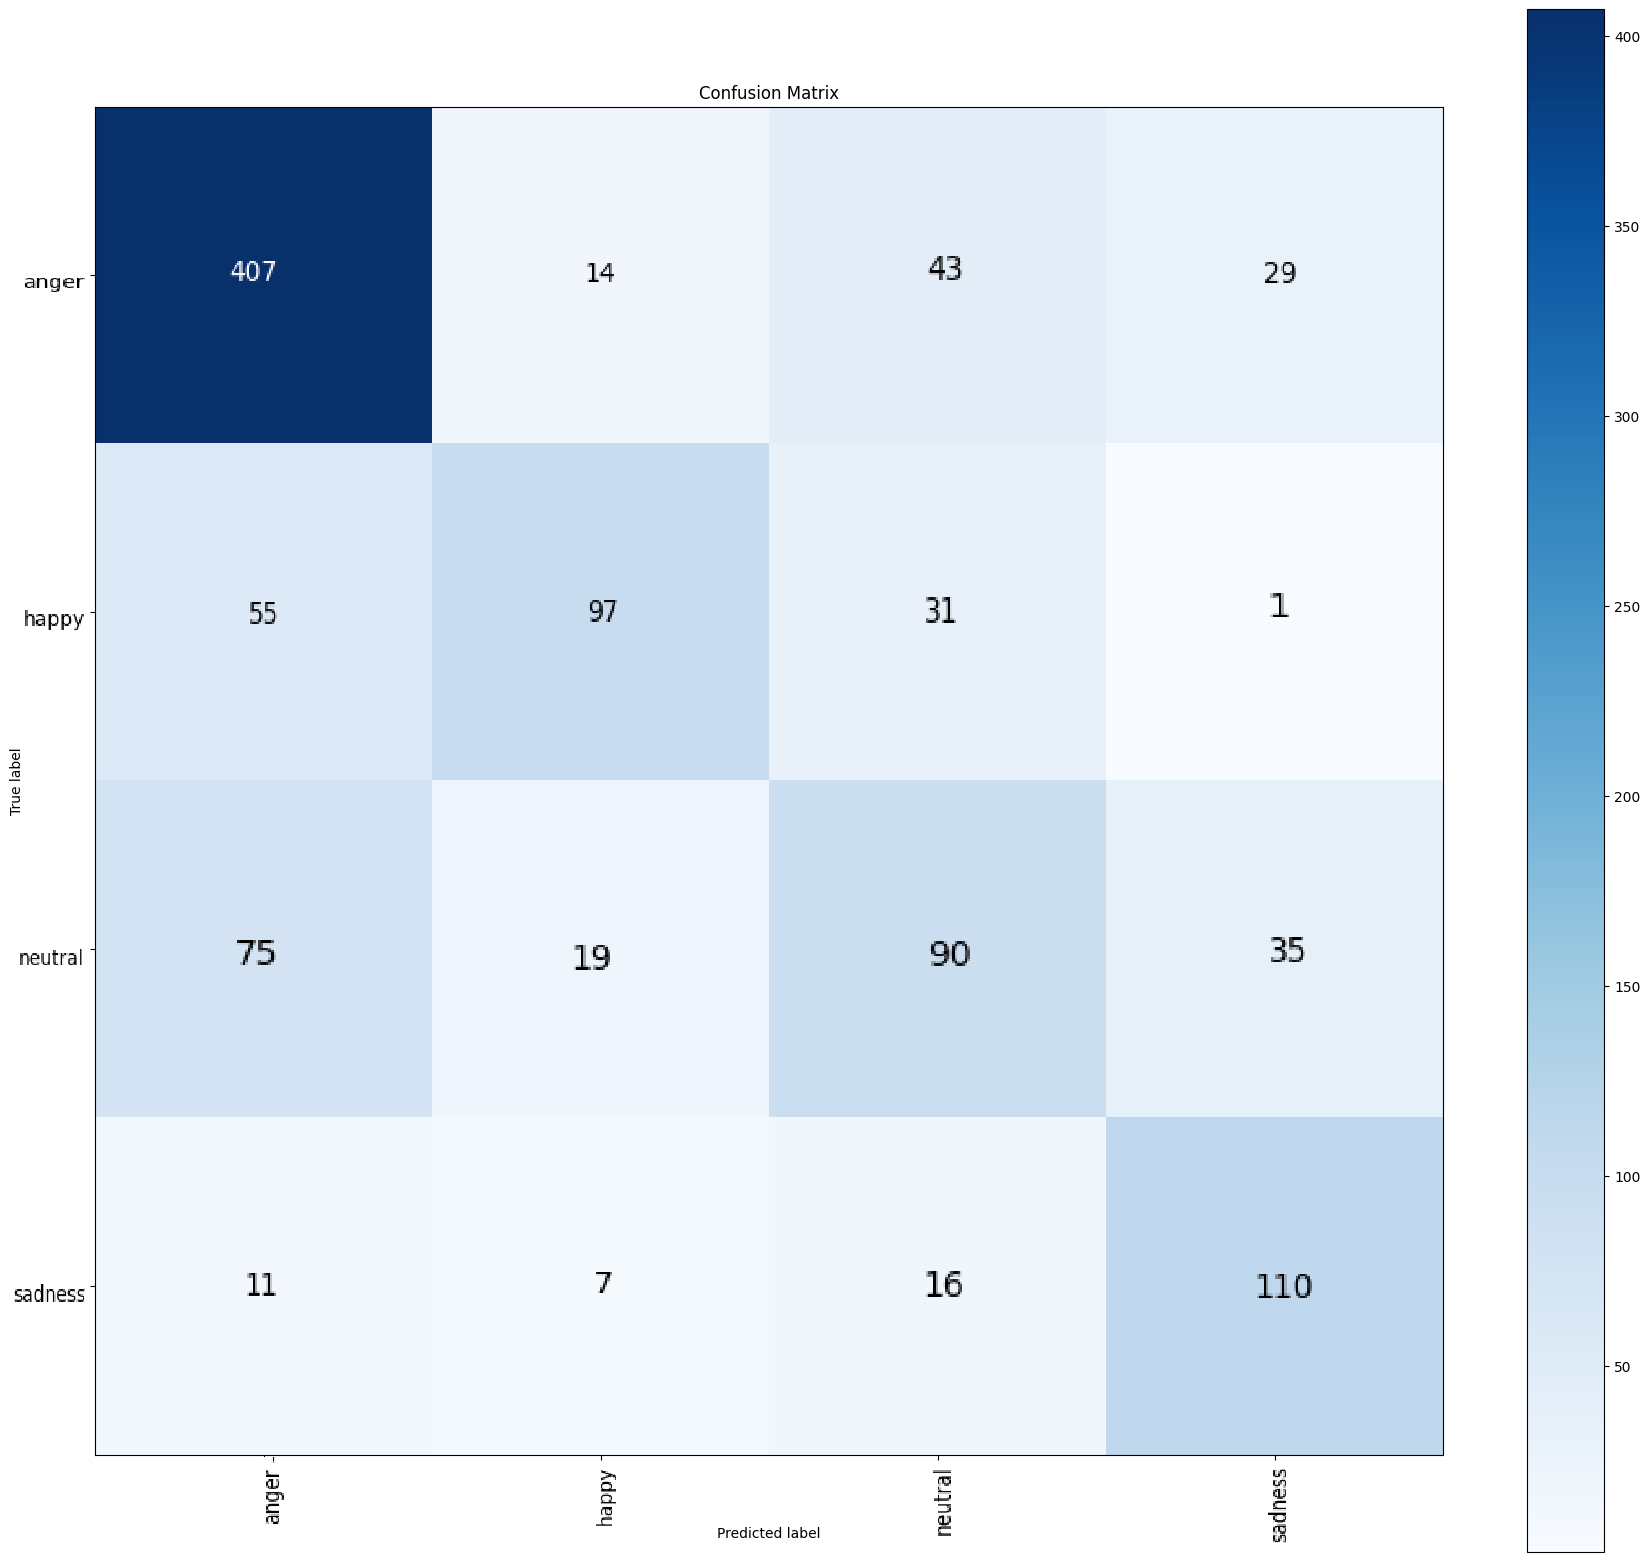 Confusion Matrix
anger 407 14 43 29
happy 55 97 31 1
neutral 75 19 90 35
sadness 11 7 16 110
anger happy neutral sadness
True label
Predicted label
400
350
300
250
200
150
100
50